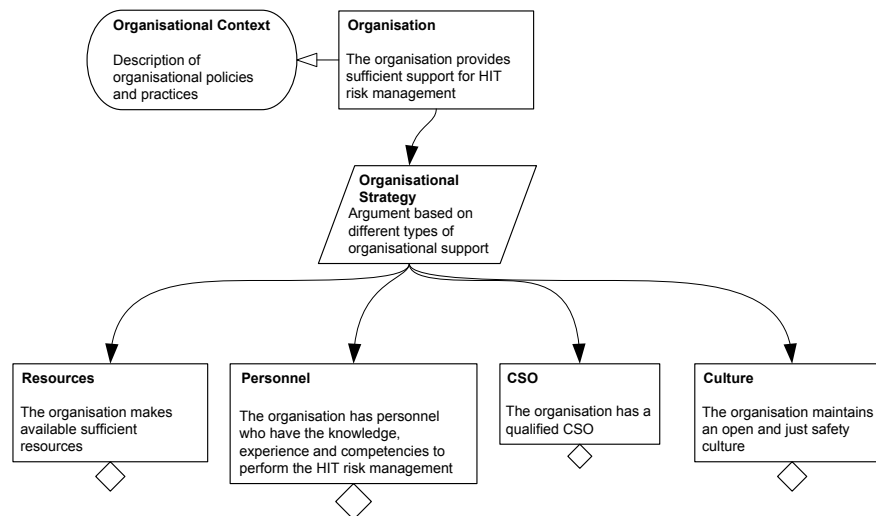 Organisational Context
Description of
organisational policies
and practices
Organisation
The organisation provides
sufficient support for HIT
risk management
Organisational
Strategy
Argument based on
different types of
organisational support
Resources
The organisation makes
available sufficient
resources
Personnel
The organisation has personnel
who have the knowledge,
experience and competencies to
perform the HIT risk management
CSO
The organisation has a
qualified CSO
Culture
The organisation maintains
an open and just safety
culture